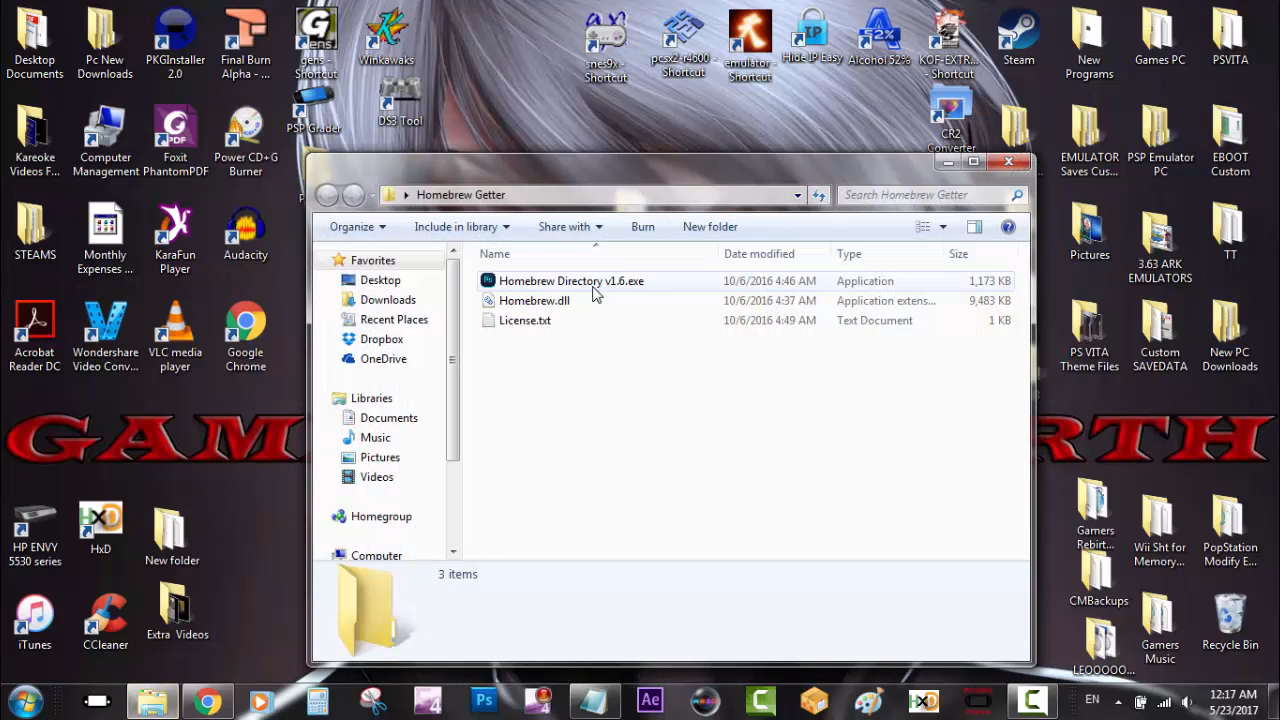 Desktop Documents
Pc New Downloads
PKGInstaller 2.0
Final Burn Alpha - ...
gens - Shortcut
Winkawaks
snes9x - Shortcut
pcsx2-r4600 - Shortcut
emulator - Shortcut
Hide IP Easy
Alcohol 52%
KOF-EXTR... - Shortcut
Steam
New Programs
Games PC
PSVITA
Kareoke Videos F...
Computer Management
Foxit PhantomPDF
Power CD+G Burner
PSP Grader
DS3 Tool
CR2 Converter
EMULATOR Saves Cus...
PSP Emulator PC
EBOOT Custom
STEAMS
Monthly Expenses ...
KaraFun Player
Audacity
Pictures
3.63 ARK EMULATORS
TT
Acrobat Reader DC
Wondershare Video Conv...
VLC media player
Google Chrome
PS VITA Theme Files
Custom SAVEDATA
New PC Downloads
GAM
RTH
HP ENVY 5530 series
HxD
New folder
Gamers Rebirt...
Wii Sht for Memory...
PopStation Modify E...
iTunes
CCleaner
Extra Videos
CMBackups
LEOOOOO...
Gamers Music
Recycle Bin
Homebrew Getter
Search Homebrew Getter
Organize
Include in library
Share with
Burn
New folder
Name
Date modified
Type
Size
Homebrew Directory v1.6.exe 10/6/2016 4:46 AM Application 1,173 KB
Homebrew.dll 10/6/2016 4:37 AM Application extens... 9,483 KB
License.txt 10/6/2016 4:49 AM Text Document 1 KB
Favorites
Desktop
Downloads
Recent Places
Dropbox
OneDrive
Libraries
Documents
Music
Pictures
Videos
Homegroup
Computer
3 items
EN
12:17 AM
5/23/2017